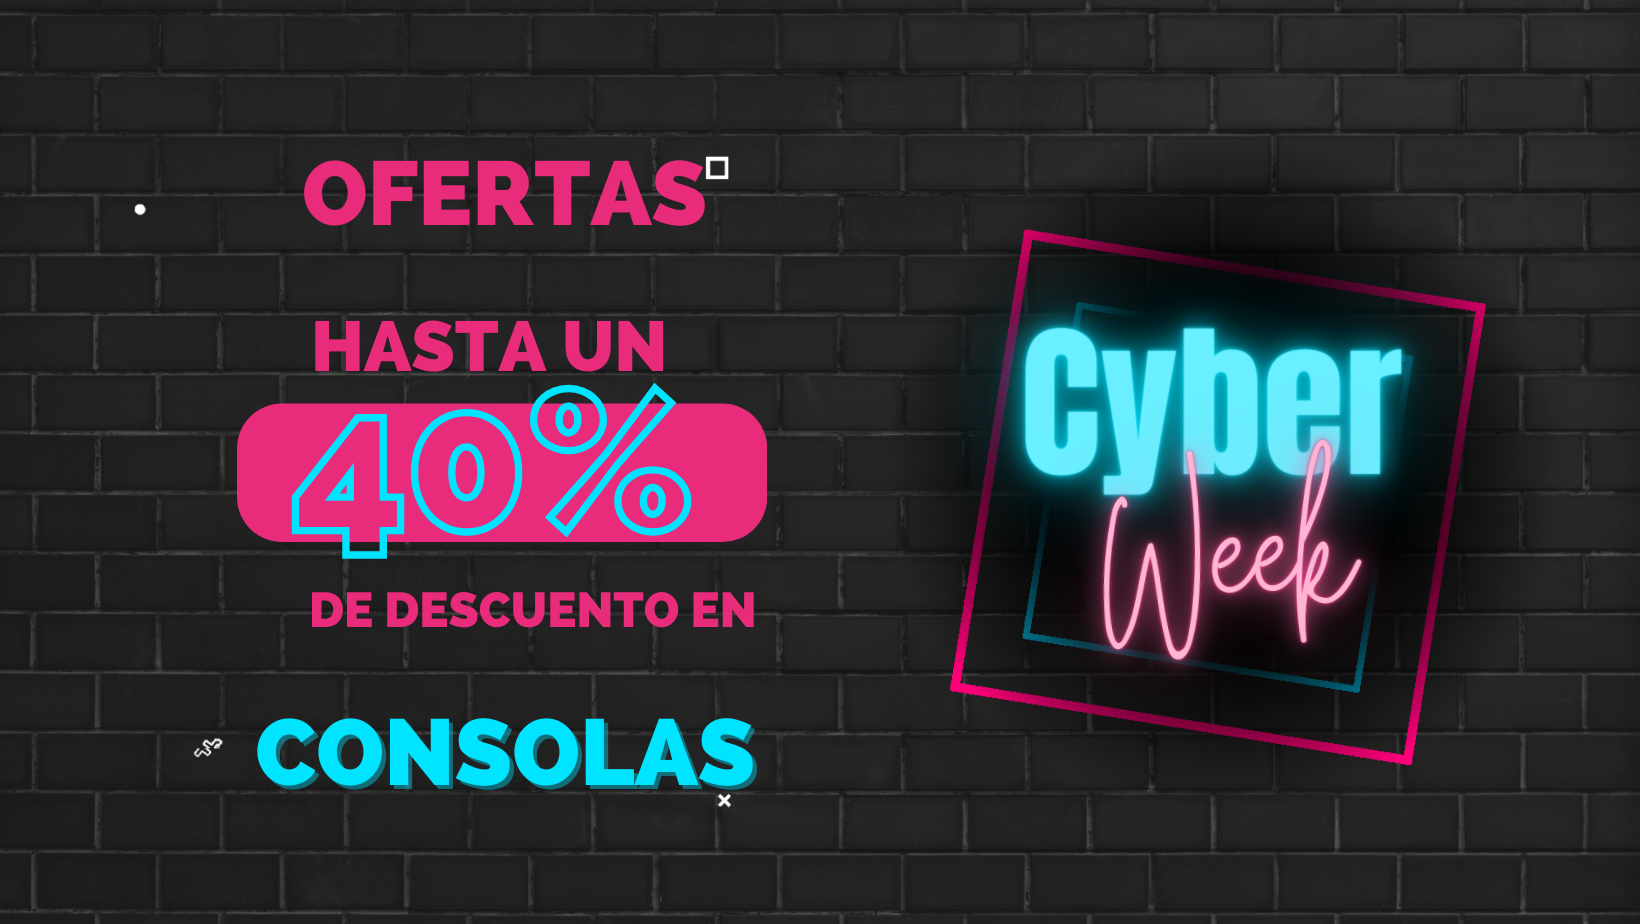 OFERTAS
HASTA UN
40%
DE DESCUENTO EN
CONSOLAS
Cyber
Week